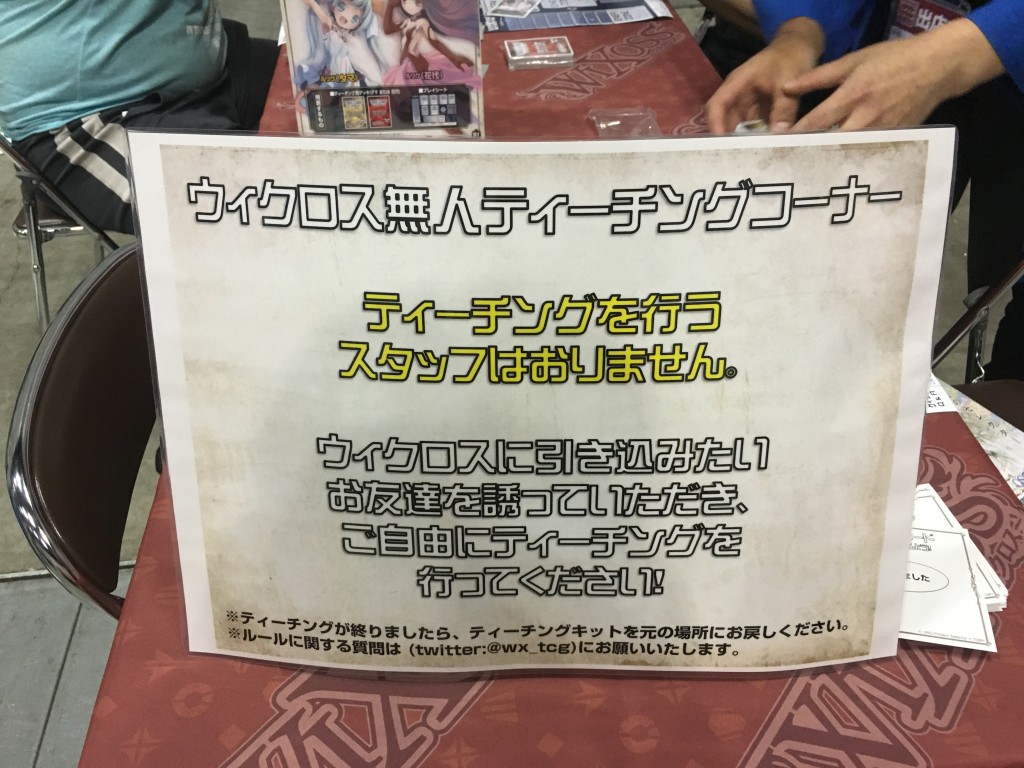 出店
WIXOSS
ウィクロス無人ティーチングコーナー
ティーチングを行う
スタッフはおりません。
ウィクロスに引き込みたい
お友達を誘っていただき、
ご自由にティーチングを
行ってください!
※ティーチングが終りましたら、ティーチングキットを元の場所にお戻しください。
※ルールに関する質問は (twitter:@wx_tcg)にお願いいたします。
ました